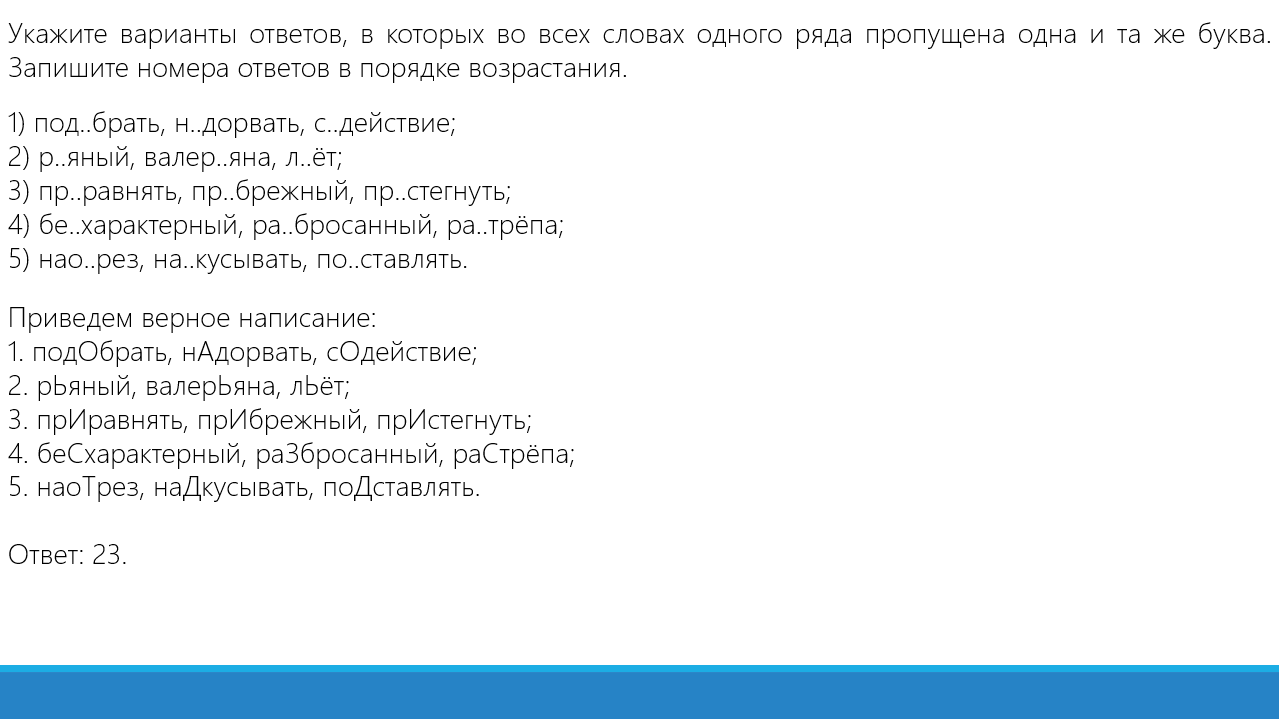 Укажите варианты ответов, в которых во всех словах одного ряда пропущена одна и та же буква.
Запишите номера ответов в порядке возрастания.
1) под..брать, н..дорвать, с..действие;
2) р..яный, валер..яна, л..ёт;
3) пр..равнять, пр..брежный, пр..стегнуть;
4) бе..характерный, ра..бросанный, ра..трёпа;
5) нао..рез, на..кусывать, по..ставлять.
Приведем верное написание:
1. подОбрать, нАдорвать, сОдействие;
2. рЬяный, валерЬяна, лЬёт;
3. прИравнять, прИбрежный, прИстегнуть;
4. беСхарактерный, раЗбросанный, раСтрёпа;
5. наоТрез, наДкусывать, поДставлять.
Ответ: 23.